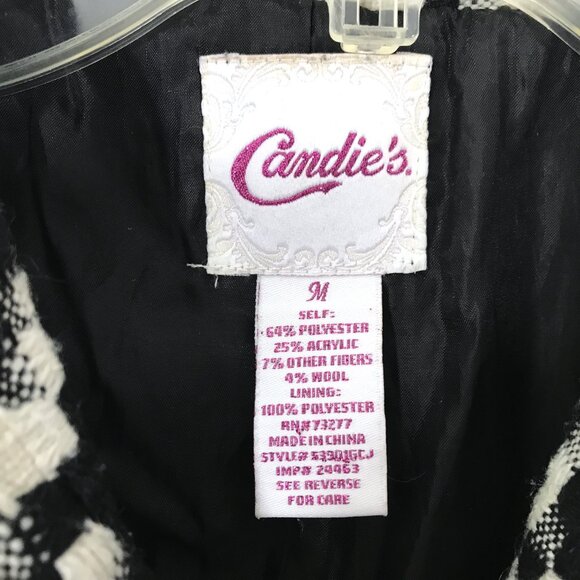 Candie's.
M
SELF:
64% POLYESTER
25% ACRYLIC
7% OTHER FIBERS
4% WOOL
LINING:
100% POLYESTER
RN#73277
MADE IN CHINA
STYLE# 53901GCJ
IMP# 24463
SEE REVERSE
FOR CARE